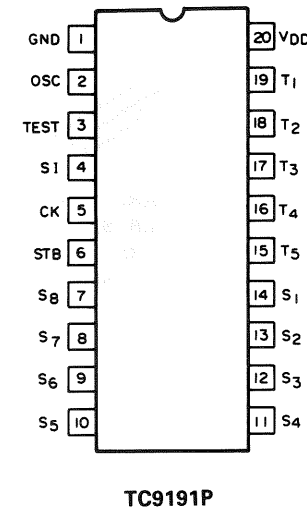 GND 1 20 VDD
OSC 2 19 T1
TEST 3 18 T2
SI 4 17 T3
CK 5 16 T4
STB 6 15 T5
S8 7 14 S1
S7 8 13 S2
S6 9 12 S3
S5 10 11 S4
TC9191P